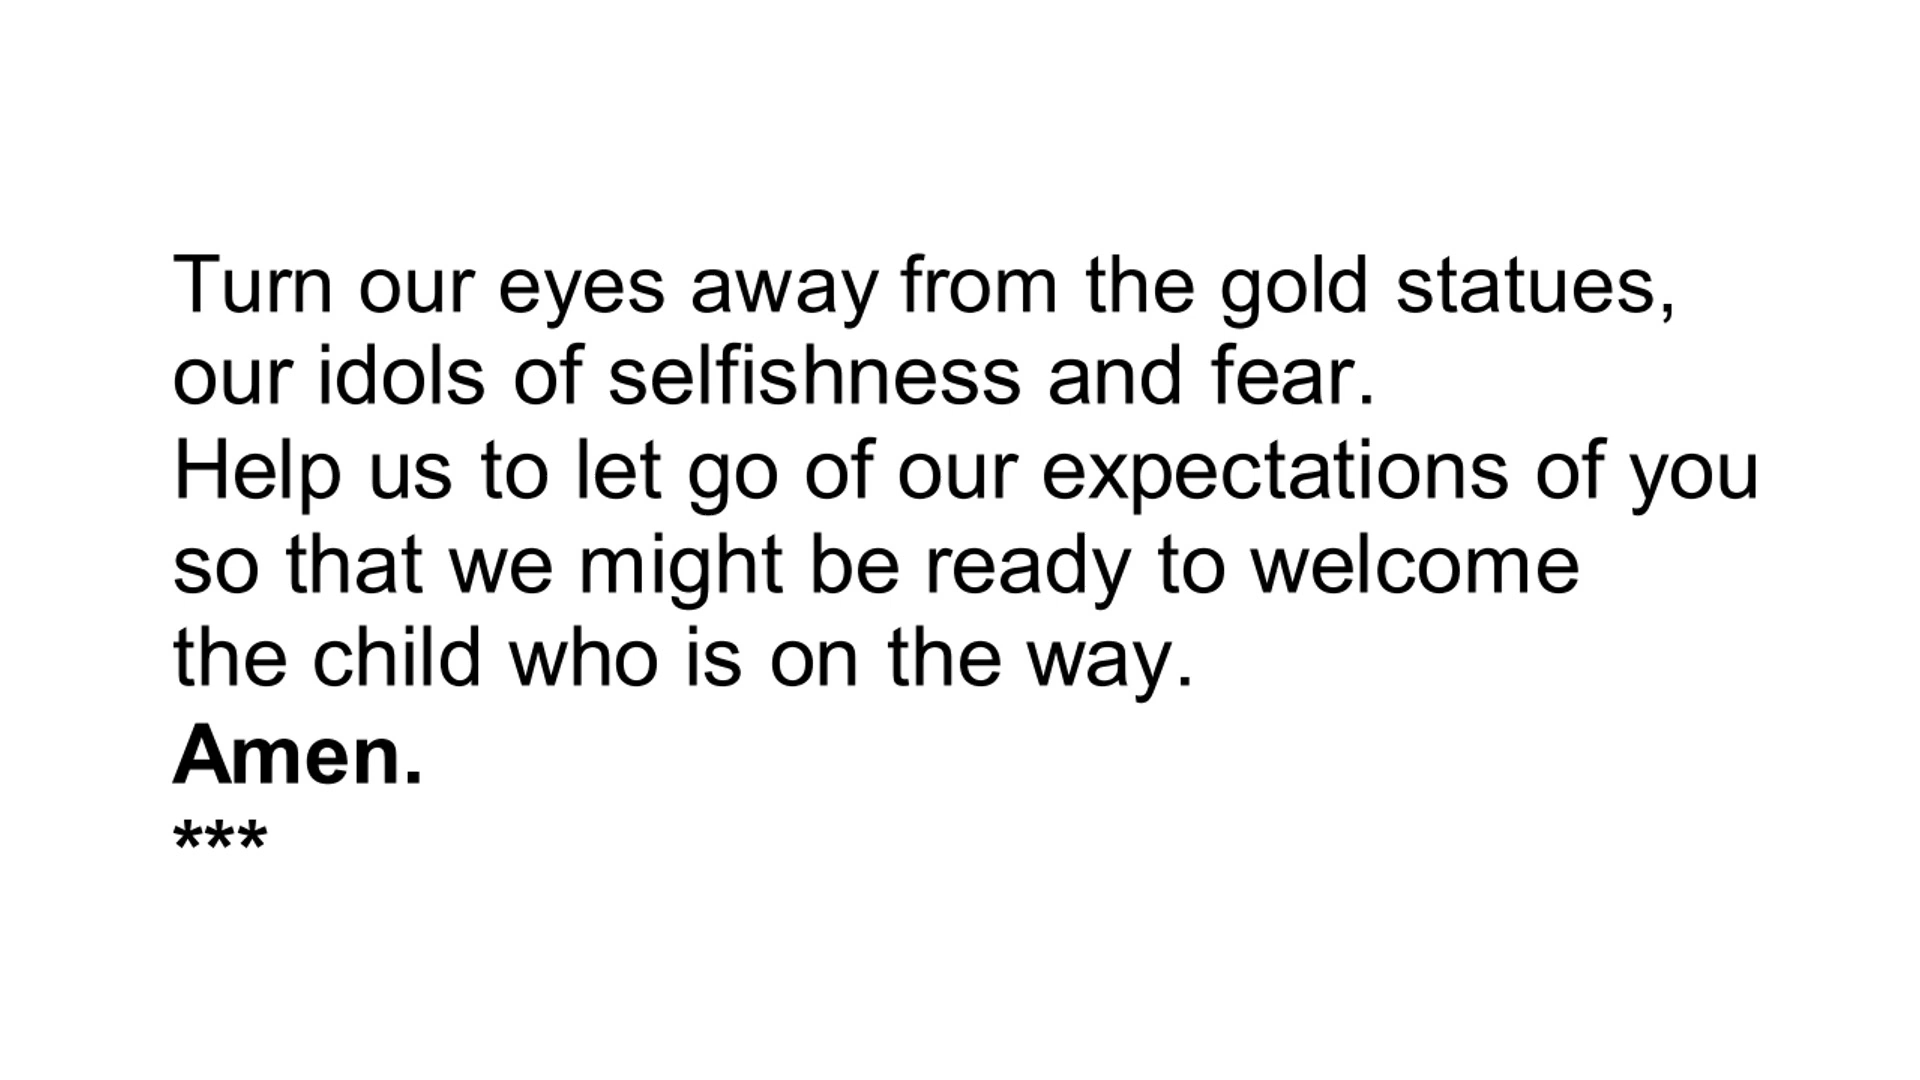 Turn our eyes away from the gold statues,
our idols of selfishness and fear.
Help us to let go of our expectations of you
so that we might be ready to welcome
the child who is on the way.
Amen.
***